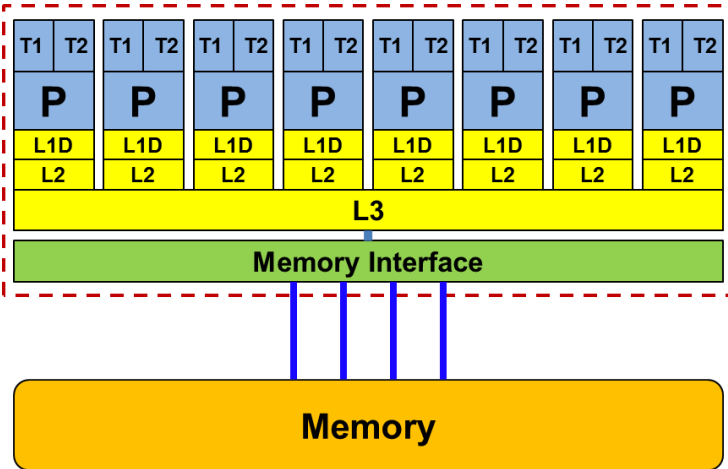 T1 T2 T1 T2 T1 T2 T1 T2 T1 T2 T1 T2 T1 T2 T1 T2
P P P P P P P P
L1D L1D L1D L1D L1D L1D L1D L1D
L2 L2 L2 L2 L2 L2 L2 L2
L3
Memory Interface
Memory